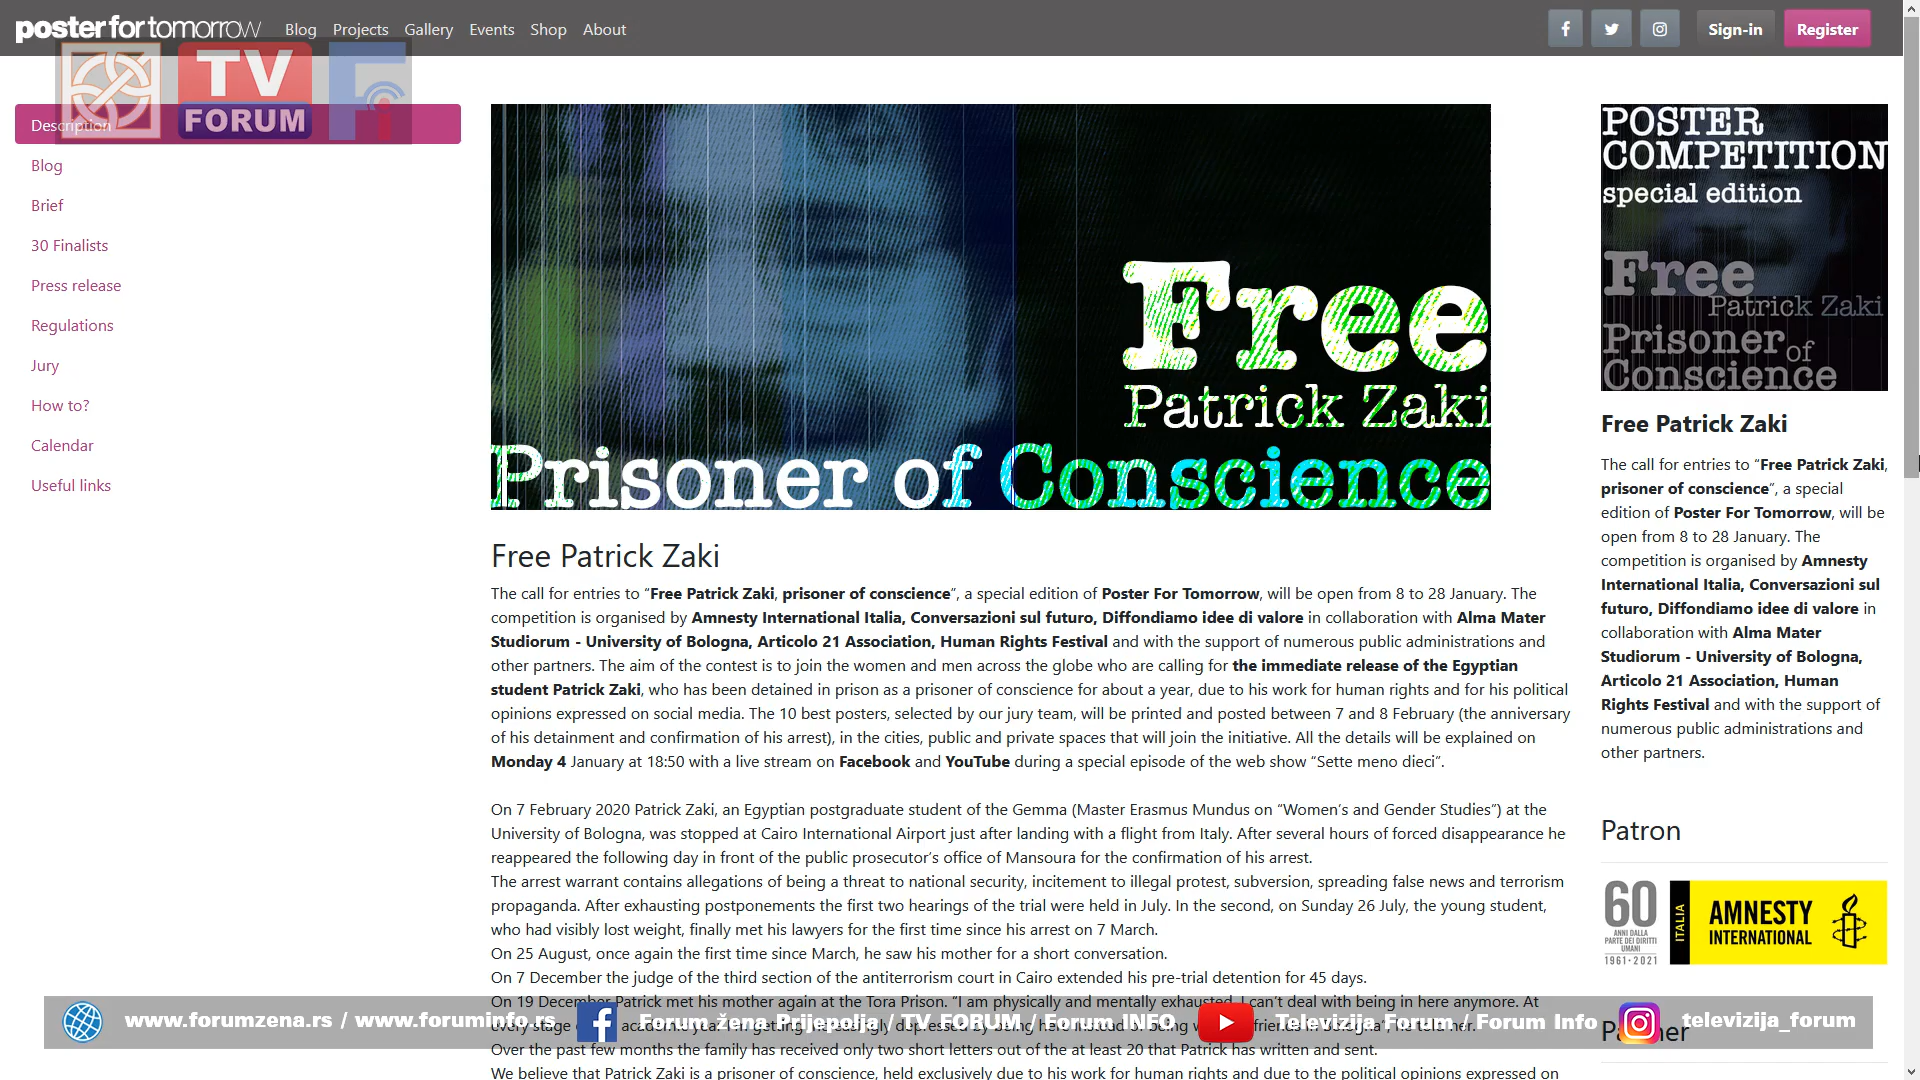 posterfortomorrow Blog Projects Gallery Events Shop About Sign-in Register
TV
FORUM
Description
Blog
Brief
30 Finalists
Press release
Regulations
Jury
How to?
Calendar
Useful links
Free
Patrick Zaki
Prisoner of Conscience
Free Patrick Zaki
The call for entries to “Free Patrick Zaki, prisoner of conscience”, a special edition of Poster For Tomorrow, will be open from 8 to 28 January. The
competition is organised by Amnesty International Italia, Conversazioni sul futuro, Diffondiamo idee di valore in collaboration with Alma Mater
Studiorum - University of Bologna, Articolo 21 Association, Human Rights Festival and with the support of numerous public administrations and
other partners. The aim of the contest is to join the women and men across the globe who are calling for the immediate release of the Egyptian
student Patrick Zaki, who has been detained in prison as a prisoner of conscience for about a year, due to his work for human rights and for his political
opinions expressed on social media. The 10 best posters, selected by our jury team, will be printed and posted between 7 and 8 February (the anniversary
of his detainment and confirmation of his arrest), in the cities, public and private spaces that will join the initiative. All the details will be explained on
Monday 4 January at 18:50 with a live stream on Facebook and YouTube during a special episode of the web show “Sette meno dieci”.
On 7 February 2020 Patrick Zaki, an Egyptian postgraduate student of the Gemma (Master Erasmus Mundus on “Women’s and Gender Studies”) at the
University of Bologna, was stopped at Cairo International Airport just after landing with a flight from Italy. After several hours of forced disappearance he
reappeared the following day in front of the public prosecutor’s office of Mansoura for the confirmation of his arrest.
The arrest warrant contains allegations of being a threat to national security, incitement to illegal protest, subversion, spreading false news and terrorism
propaganda. After exhausting postponements the first two hearings of the trial were held in July. In the second, on Sunday 26 July, the young student,
who had visibly lost weight, finally met his lawyers for the first time since his arrest on 7 March.
On 25 August, once again the first time since March, he saw his mother for a short conversation.
On 7 December the judge of the third section of the antiterrorism court in Cairo extended his pre-trial detention for 45 days.
On 19 December Patrick met his mother again at the Tora Prison. “I am physically and mentally exhausted, I can’t deal with being in here anymore. At
Over the past few months the family has received only two short letters out of the at least 20 that Patrick has written and sent.
We believe that Patrick Zaki is a prisoner of conscience, held exclusively due to his work for human rights and due to the political opinions expressed on
POSTER
COMPETITION
special edition
Free
Patrick Zaki
Prisoner of
Conscience
Free Patrick Zaki
The call for entries to “Free Patrick Zaki,
prisoner of conscience”, a special
edition of Poster For Tomorrow, will be
open from 8 to 28 January. The
competition is organised by Amnesty
International Italia, Conversazioni sul
futuro, Diffondiamo idee di valore in
collaboration with Alma Mater
Studiorum - University of Bologna,
Articolo 21 Association, Human
Rights Festival and with the support of
numerous public administrations and
other partners.
Patron
60
ANNI DALLA
PARTE DEI DIRITTI
UMANI
1961•2021
ITALIA
AMNESTY
INTERNATIONAL
www.forumzena.rs / www.foruminfo.rs Forum žena Prijepolje / TV FORUM / Forum INFO Televizija Forum / Forum Info televizija_forum